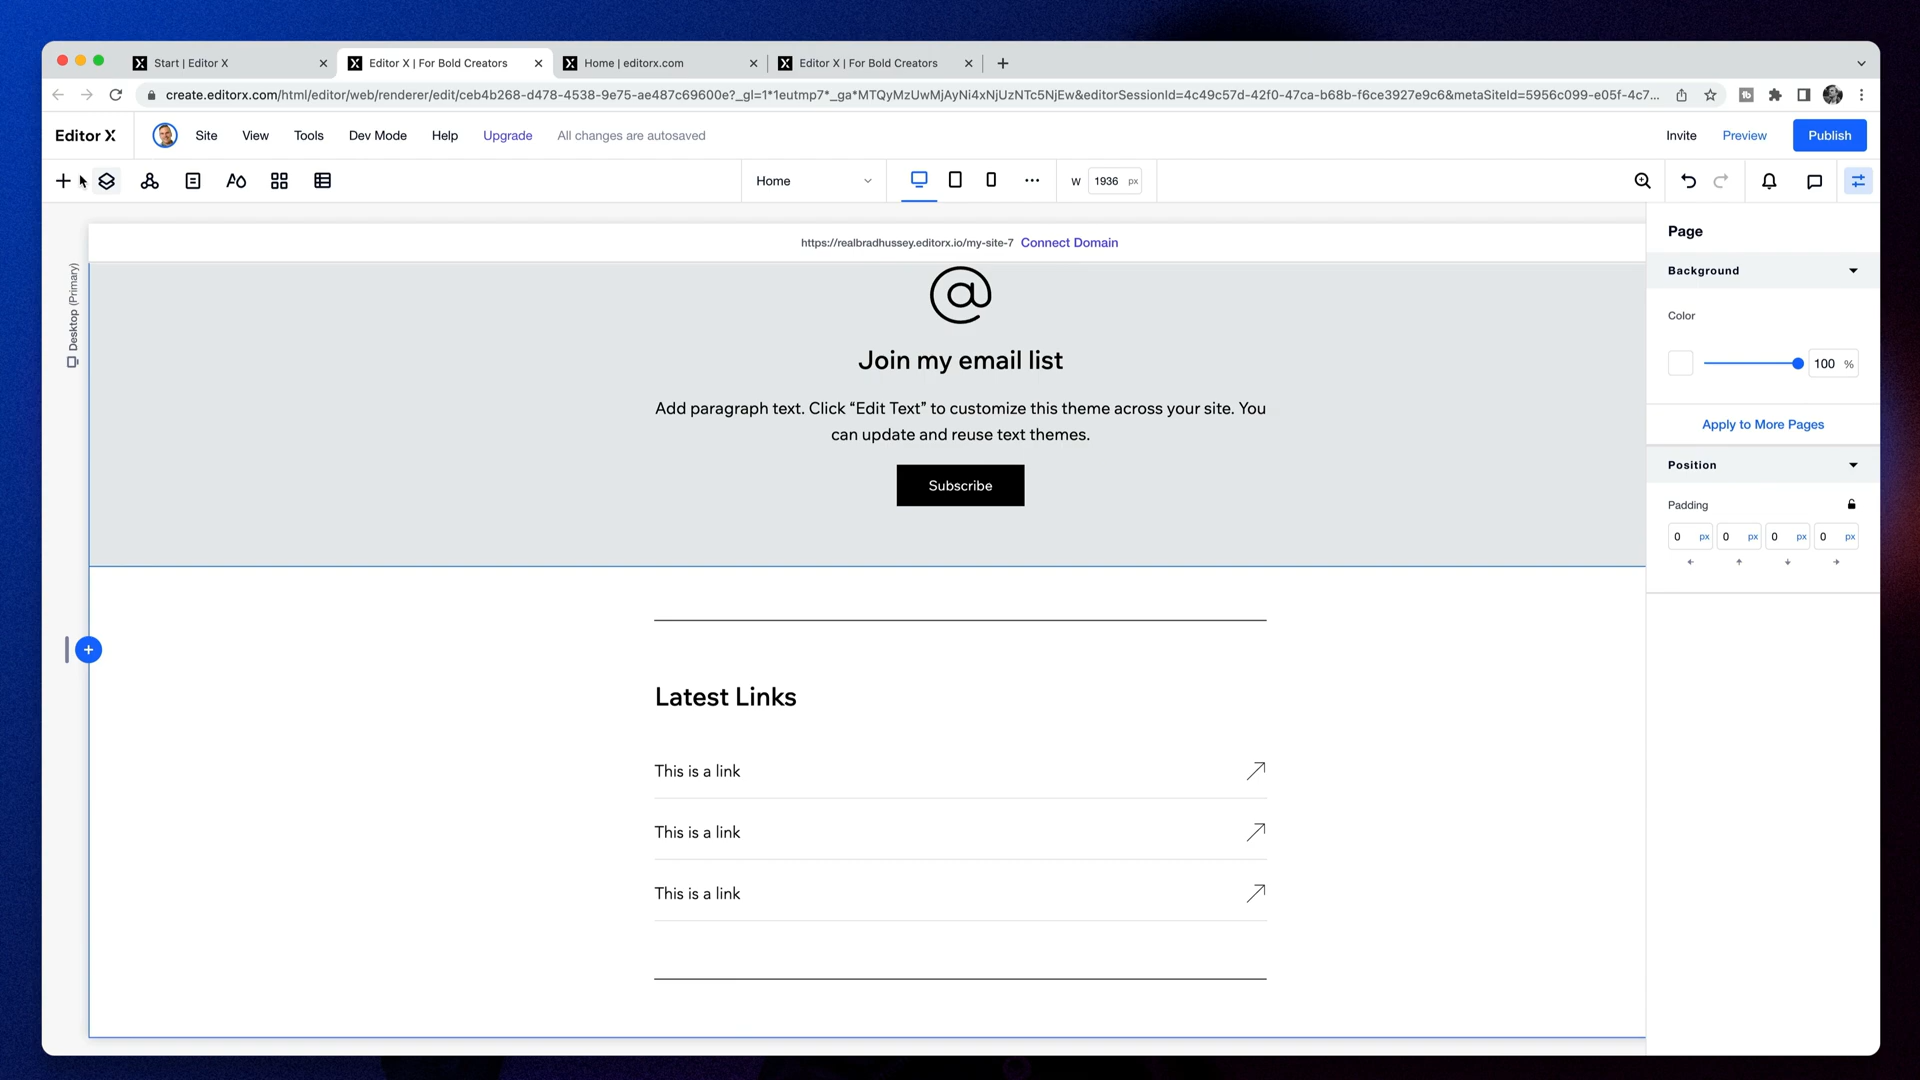 Start | Editor X
Editor X | For Bold Creators
Home | editorx.com
Editor X | For Bold Creators
create.editorx.com/html/editor/web/renderer/edit/ceb4b268-d478-4538-9e75-ae487c69600e?_gl=1*1eutmp7*_ga*MTQyMzUwMjAyNi4xNjUzNTc5NjEw&editorSessionId=4c49c57d-42f0-47ca-b68b-f6ce3927e9c6&metaSiteId=5956c099-e05f-4c7...
Editor X
Site
View
Tools
Dev Mode
Help
Upgrade
All changes are autosaved
Invite
Preview
Publish
Home
W 1936 px
Desktop (Primary)
https://realbradhussey.editorx.io/my-site-7 Connect Domain
@
Join my email list
Add paragraph text. Click “Edit Text” to customize this theme across your site. You
can update and reuse text themes.
Subscribe
Latest Links
This is a link
This is a link
This is a link
Page
Background
Color
100 %
Apply to More Pages
Position
Padding
0 px 0 px 0 px 0 px